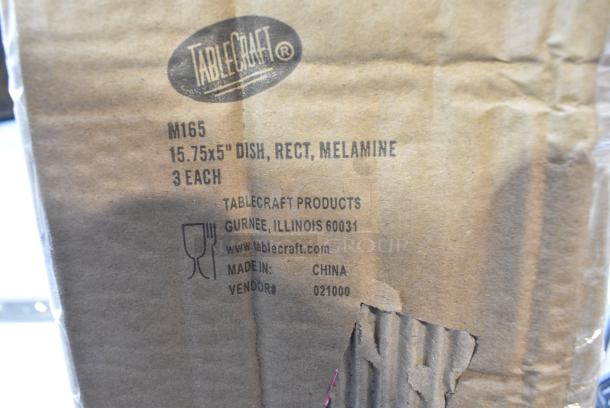 TABLECRAFT®
M165
15.75x5" DISH, RECT, MELAMINE
3 EACH
TABLECRAFT PRODUCTS
GURNEE, ILLINOIS 60031
www.tablecraft.com
GROUP
MADE IN: CHINA
VENDOR# 021000